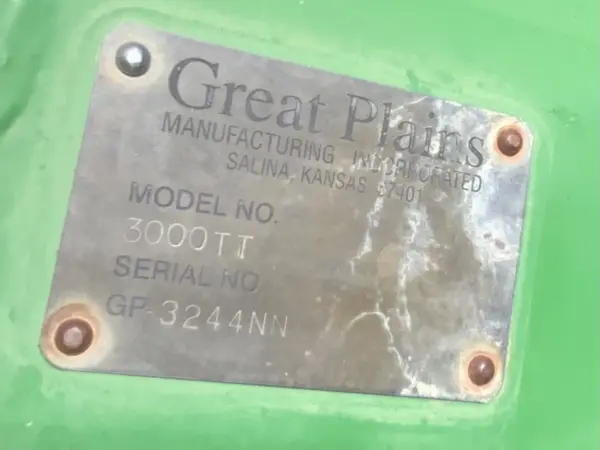 Great Plains
MANUFACTURING INCORPORATED
SALINA, KANSAS 67401
MODEL NO.
3000TT
SERIAL NO.
GP-3244NN